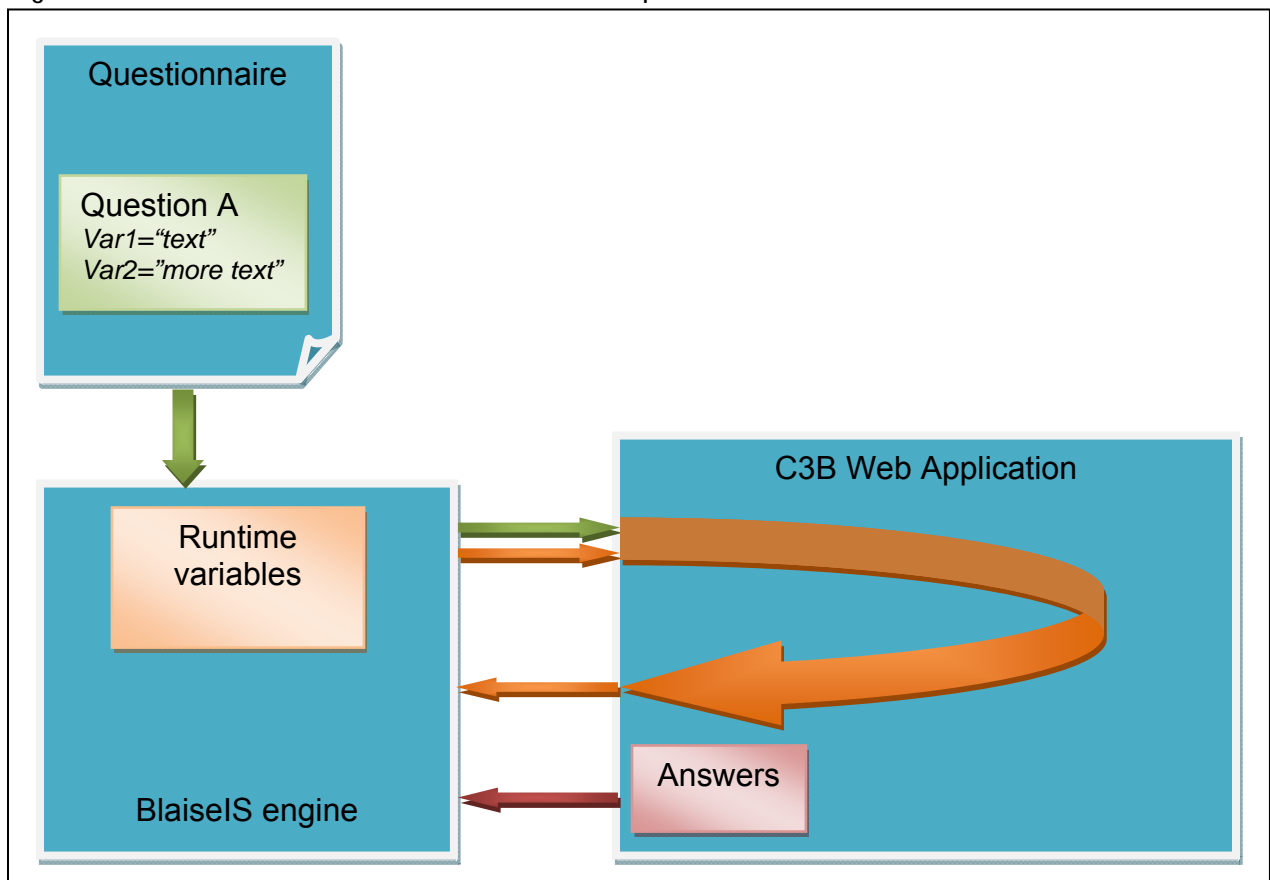 Questionnaire
Question A
Var1=“text”
Var2=”more text”
Runtime
variables
BlaiseIS engine
C3B Web Application
Answers